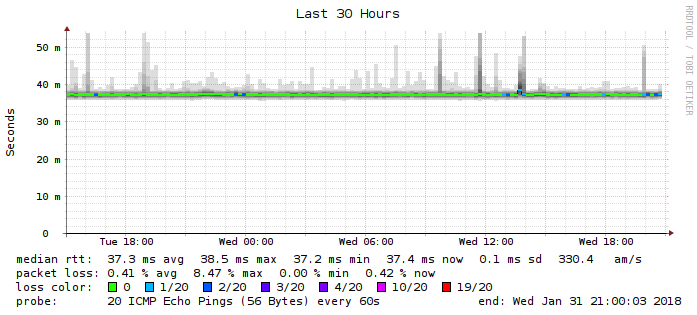 Last 30 Hours
RRDTOOL / TOBI OETIKER
Seconds
50 m
40 m
30 m
20 m
10 m
0
Tue 18:00 Wed 00:00 Wed 06:00 Wed 12:00 Wed 18:00
median rtt: 37.3 ms avg 38.5 ms max 37.2 ms min 37.4 ms now 0.1 ms sd 330.4 am/s
packet loss: 0.41 % avg 8.47 % max 0.00 % min 0.42 % now
loss color: 0 1/20 2/20 3/20 4/20 10/20 19/20
probe: 20 ICMP Echo Pings (56 Bytes) every 60s end: Wed Jan 31 21:00:03 2018